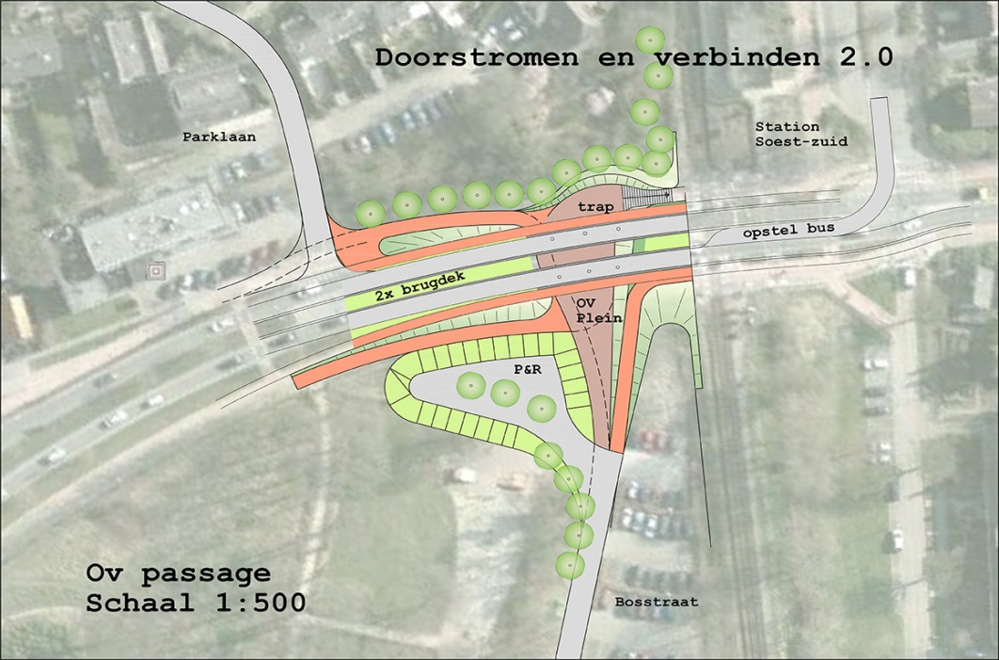 Doorstromen en verbinden 2.0
Parklaan
Station
Soest-zuid
trap
opstel bus
2x brugdek
OV
Plein
P&R
Ov passage
Schaal 1:500
Bosstraat